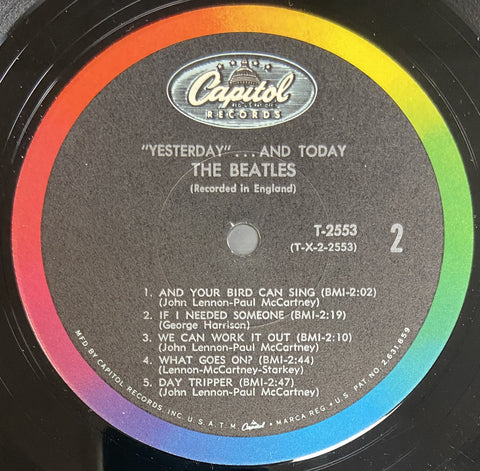 Capitol
RECORDS
"YESTERDAY"...AND TODAY
THE BEATLES
(Recorded in England)
T-2553
(T-X-2-2553)
2
1. AND YOUR BIRD CAN SING (BMI-2:02)
(John Lennon-Paul McCartney)
2. IF I NEEDED SOMEONE (BMI-2:19)
(George Harrison)
3. WE CAN WORK IT OUT (BMI-2:10)
(John Lennon-Paul McCartney)
4. WHAT GOES ON? (BMI-2:44)
(Lennon-McCartney-Starkey)
5. DAY TRIPPER (BMI-2:47)
(John Lennon-Paul McCartney)
MFD. BY CAPITOL RECORDS, INC. U.S.A. T.M. Capitol MARCA REG. • U.S. PAT. NO. 2,631,859